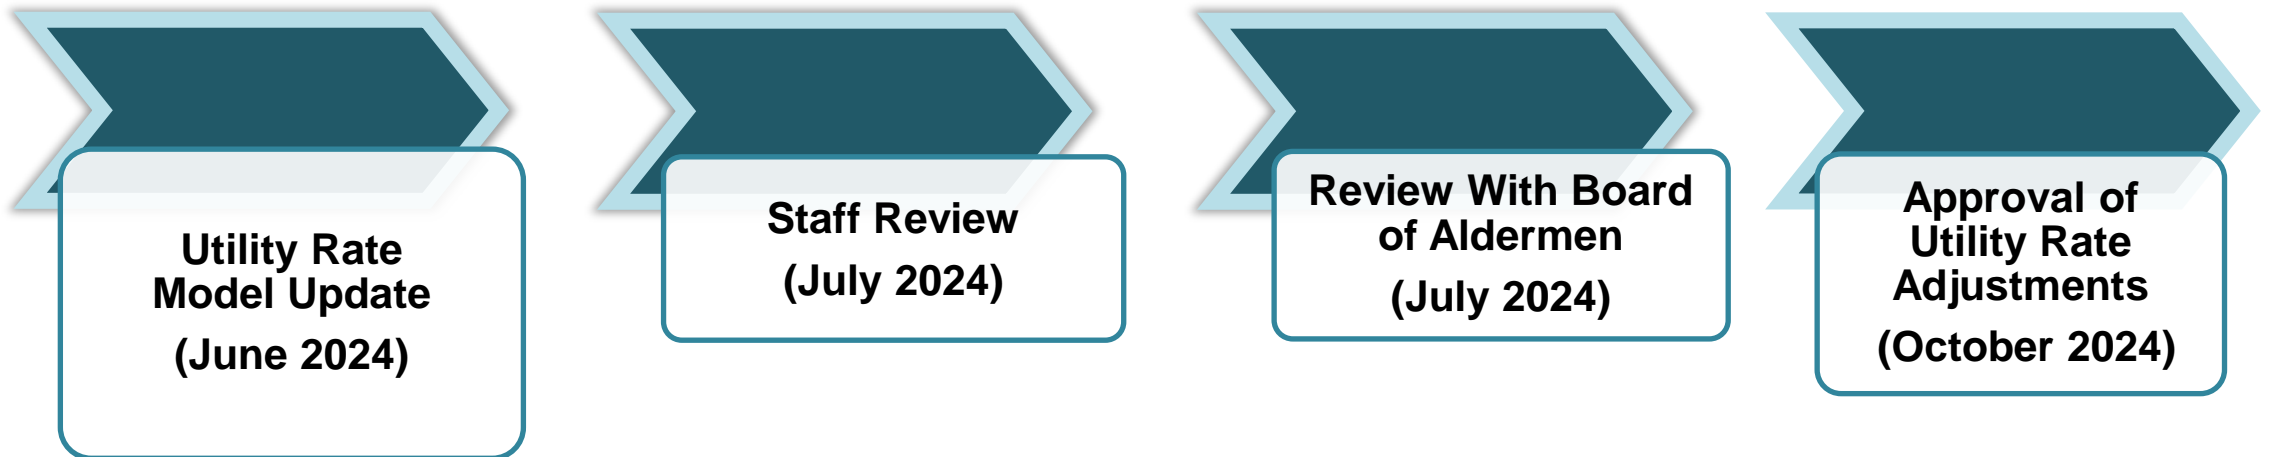 Utility Rate
Model Update
(June 2024)
Staff Review
(July 2024)
Review With Board
of Aldermen
(July 2024)
Approval of
Utility Rate
Adjustments
(October 2024)